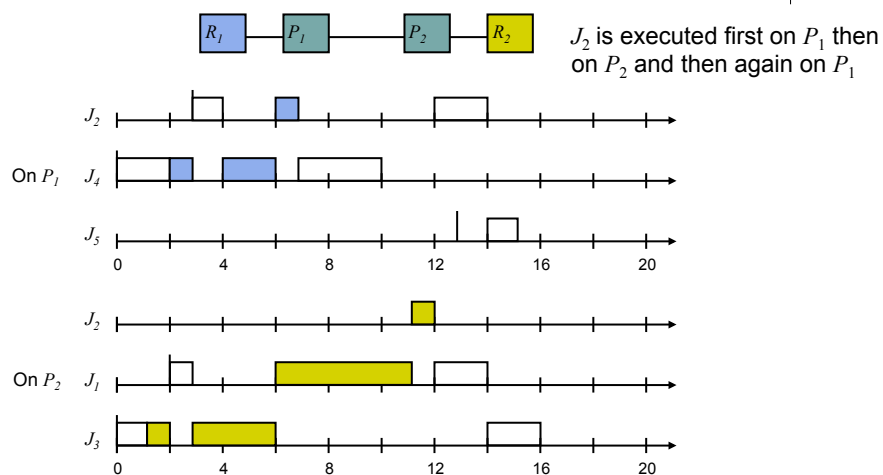 R1 P1 P2 R2
J2 is executed first on P1 then
on P2 and then again on P1
J2
On P1 J4
J5
0 4 8 12 16 20
J2
On P2 J1
J3
0 4 8 12 16 20